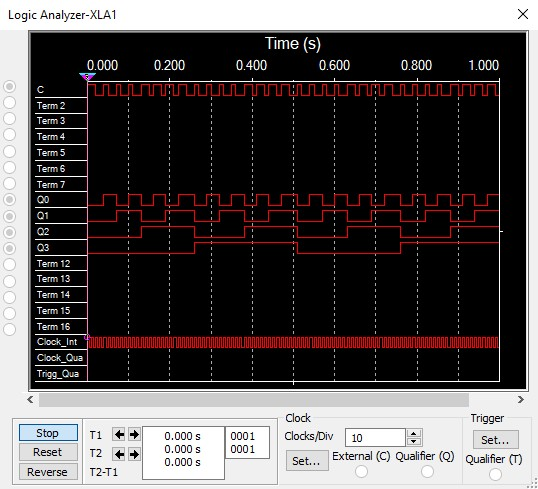 Logic Analyzer-XLA1
Time (s)
0.000 0.200 0.400 0.600 0.800 1.000
C
Term 2
Term 3
Term 4
Term 5
Term 6
Term 7
Q0
Q1
Q2
Q3
Term 12
Term 13
Term 14
Term 15
Term 16
Clock_Int
Clock_Qua
Trigg_Qua
Stop
Reset
Reverse
T1
T2
T2-T1
0.000 s
0.000 s
0.000 s
0001
0001
Clock
Clocks/Div 10
Set... External (C) Qualifier (Q)
Trigger
Set...
Qualifier (T)